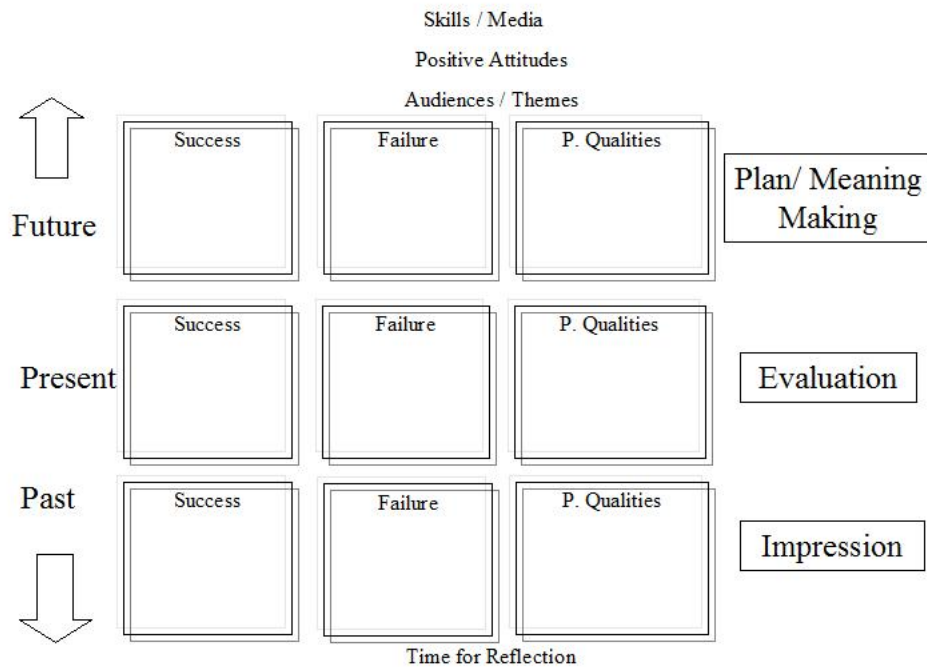 Skills / Media
Positive Attitudes
Audiences / Themes
Success
Failure
P. Qualities
Future
Plan/ Meaning
Making
Success
Failure
P. Qualities
Present
Evaluation
Past
Success
Failure
P. Qualities
Impression
Time for Reflection